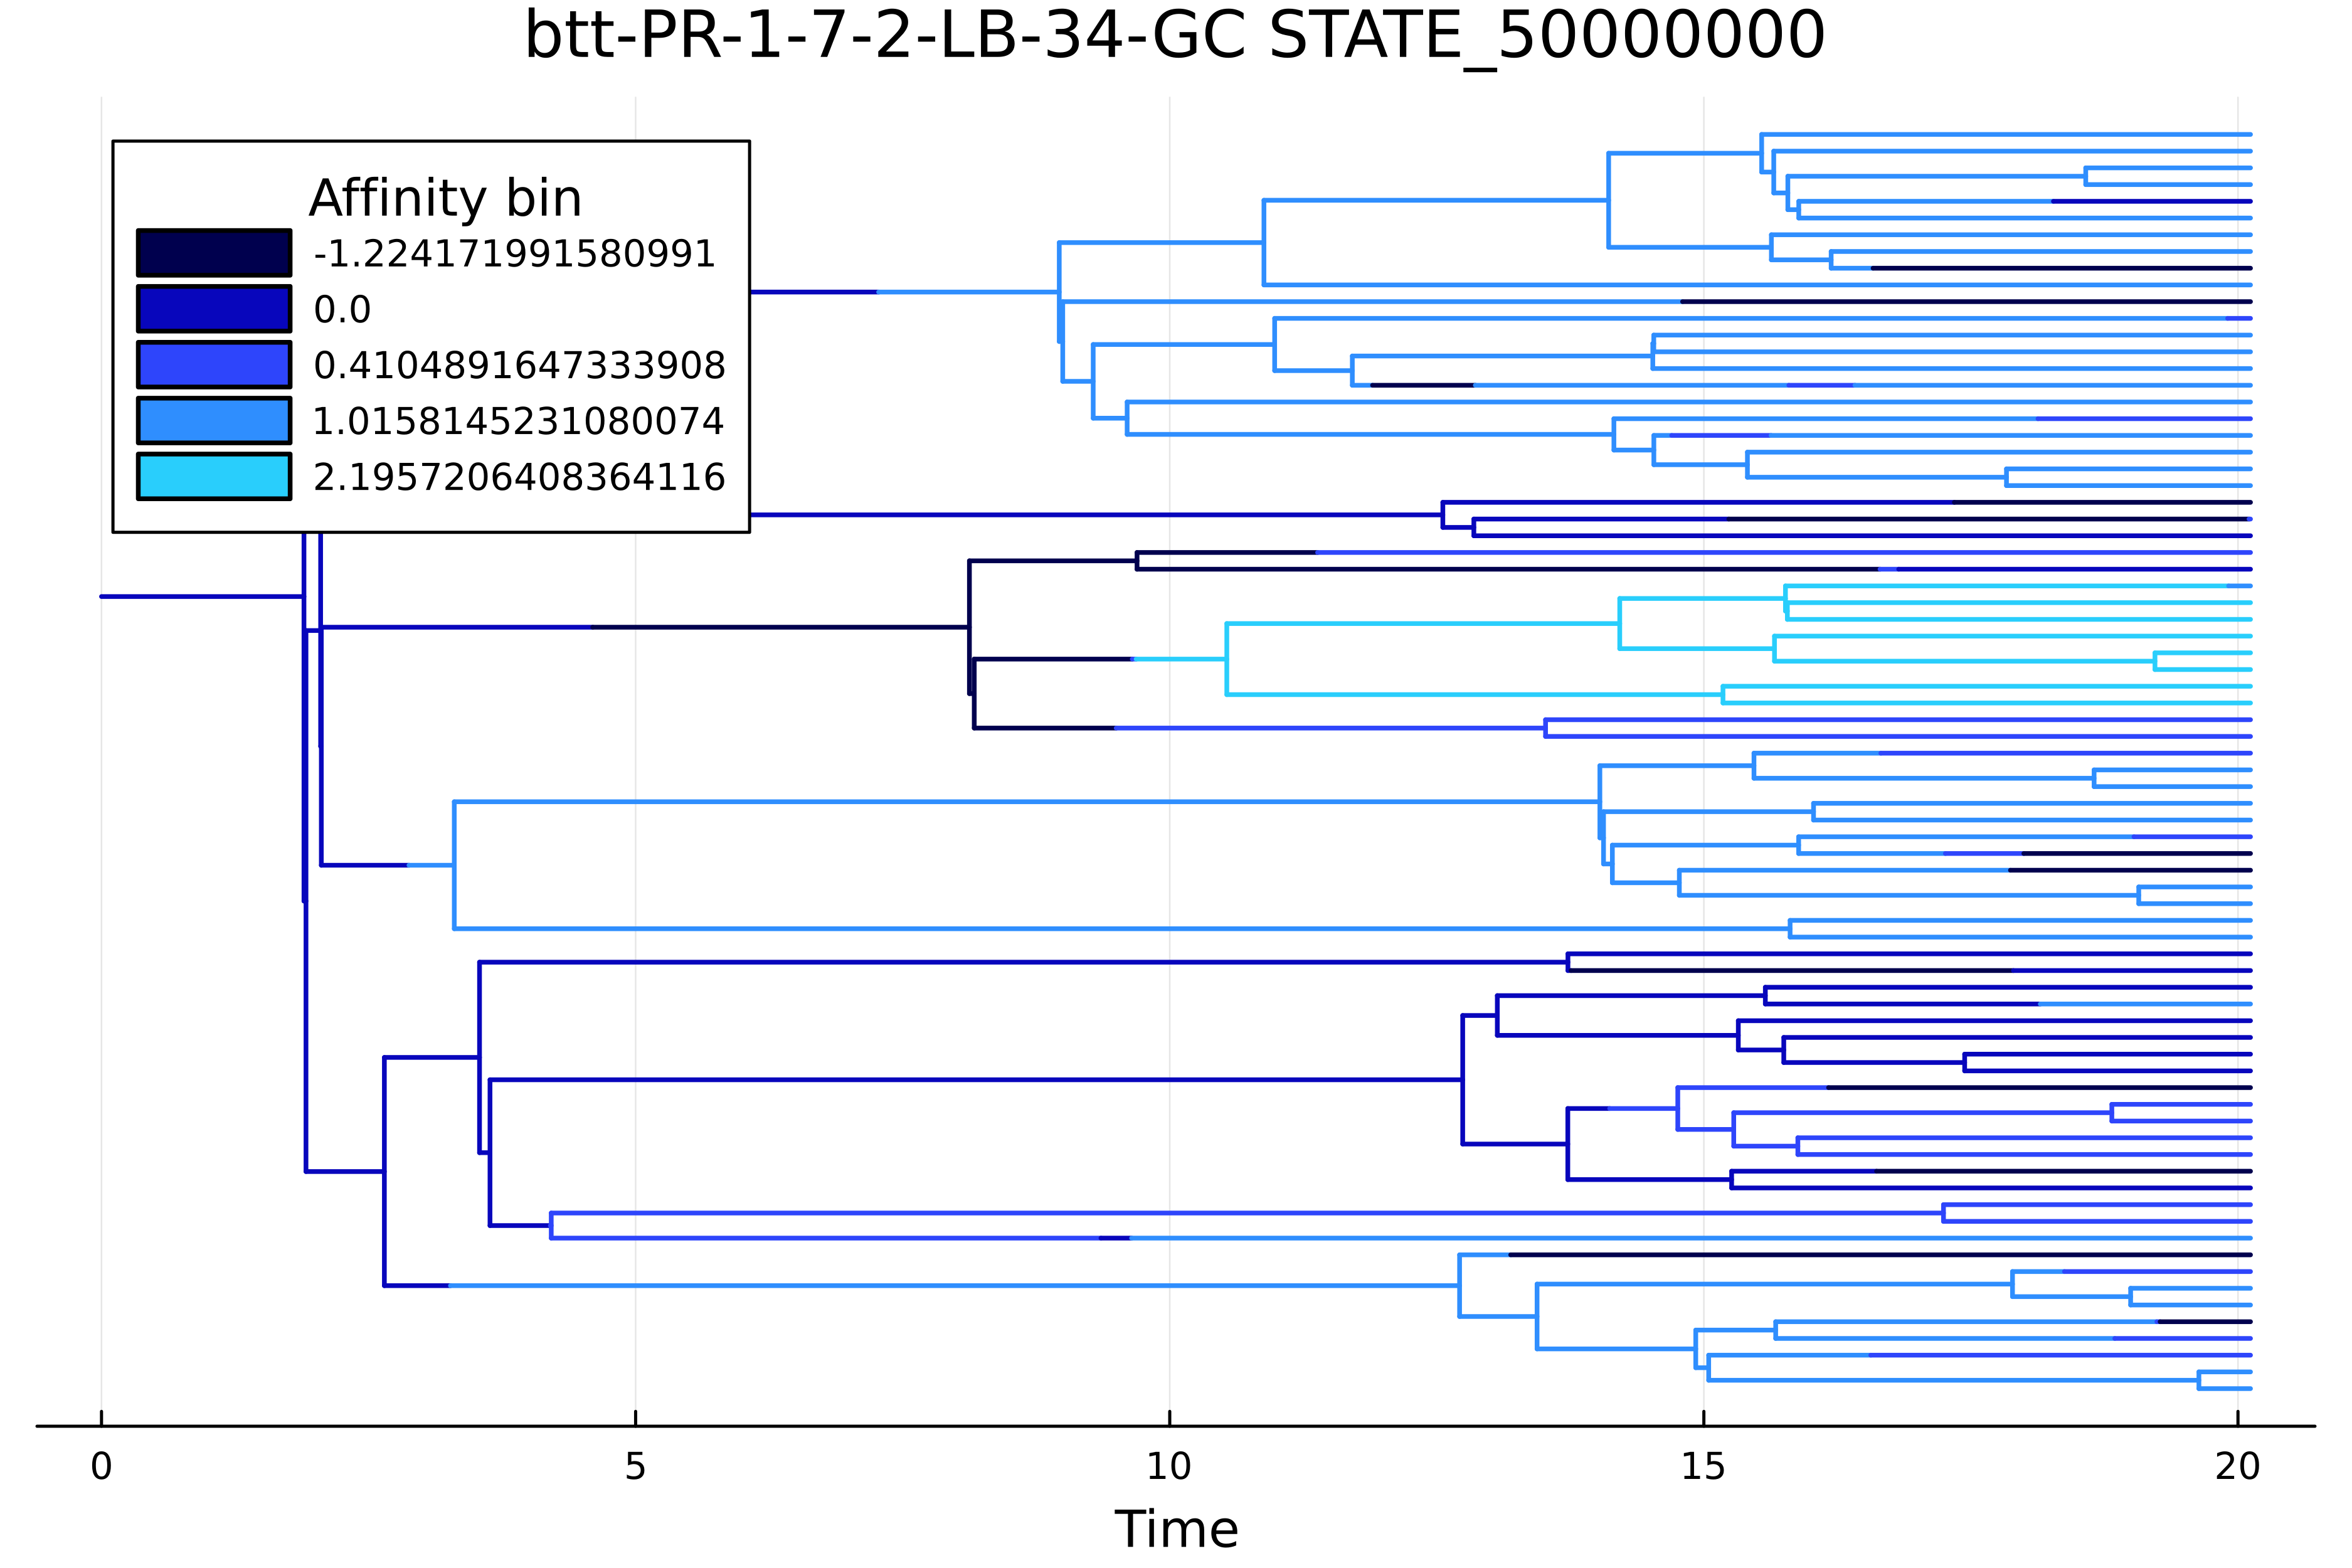 btt-PR-1-7-2-LB-34-GC STATE_50000000
Affinity bin
-1.224171991580991
0.0
0.4104891647333908
1.0158145231080074
2.1957206408364116
0 5 10 15 20
Time